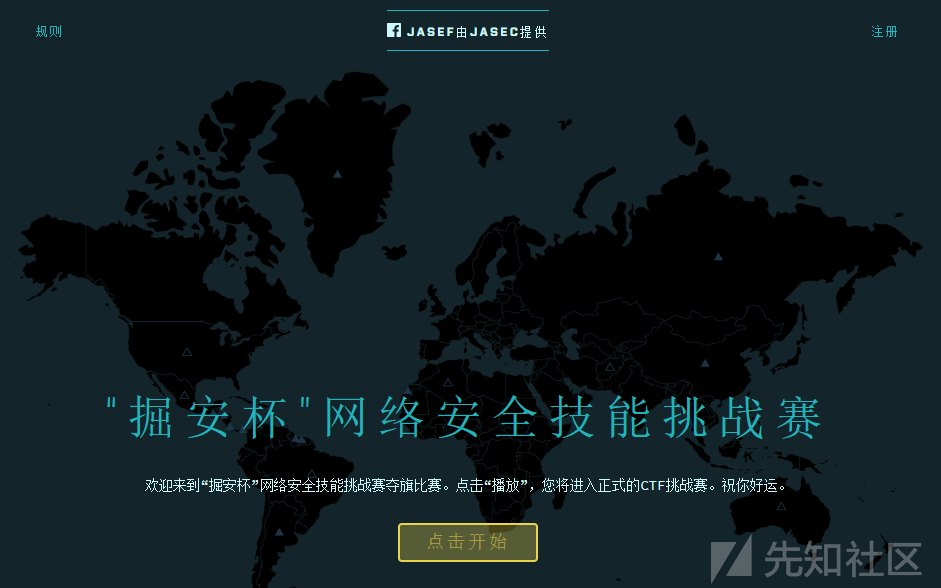 规则
JASEF由JASEC提供
注册
“掘安杯"网络安全技能挑战赛
欢迎来到“掘安杯”网络安全技能挑战赛夺旗比赛。点击“播放”，您将进入正式的CTF挑战赛。祝你好运。
点击开始
先知社区